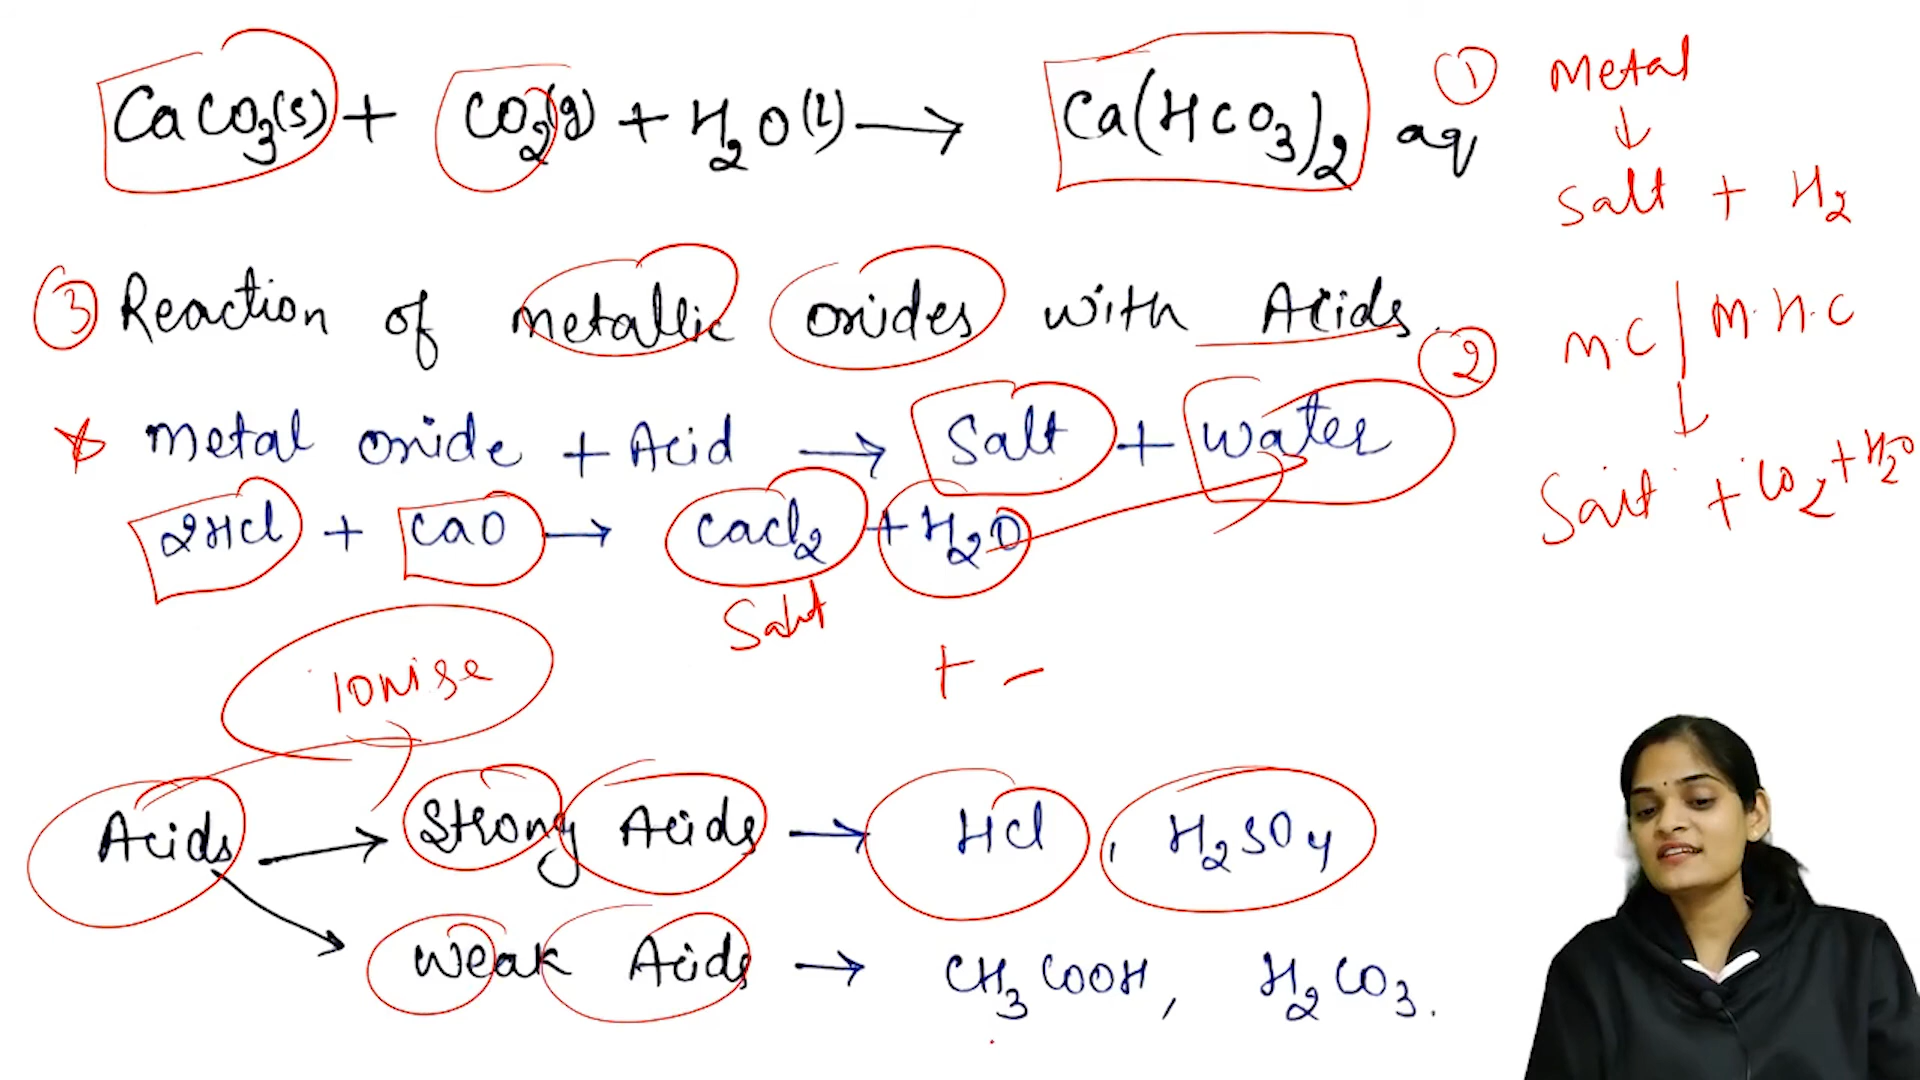 CaCO3(s) + CO2(g) + H2O(l) → Ca(HCO3)2 aq
③ Reaction of metallic oxides with Acids.
* Metal oxide + Acid → Salt + Water
2HCl + CaO → CaCl2 + H2O
Salt
+ −
Ionise
Acids → Strong Acids → HCl, H2SO4
Weak Acids → CH3COOH, H2CO3.
① Metal
↓
Salt + H2
② M.C | M.H.C
↓
Salt + CO2 + H2O